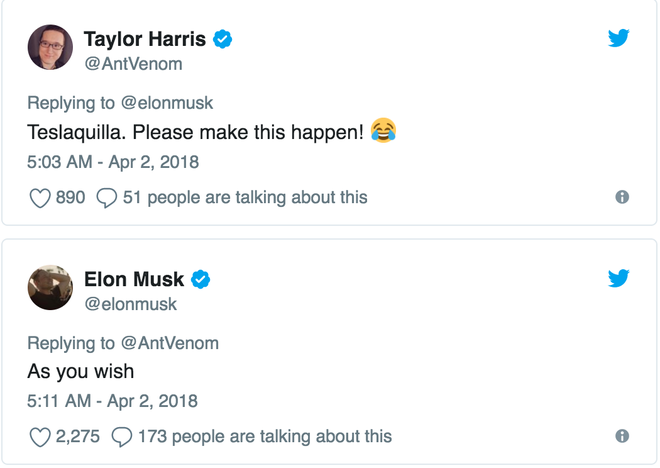 Taylor Harris
@AntVenom
Replying to @elonmusk
Teslaquilla. Please make this happen! 😂
5:03 AM - Apr 2, 2018
890 51 people are talking about this
Elon Musk
@elonmusk
Replying to @AntVenom
As you wish
5:11 AM - Apr 2, 2018
2,275 173 people are talking about this